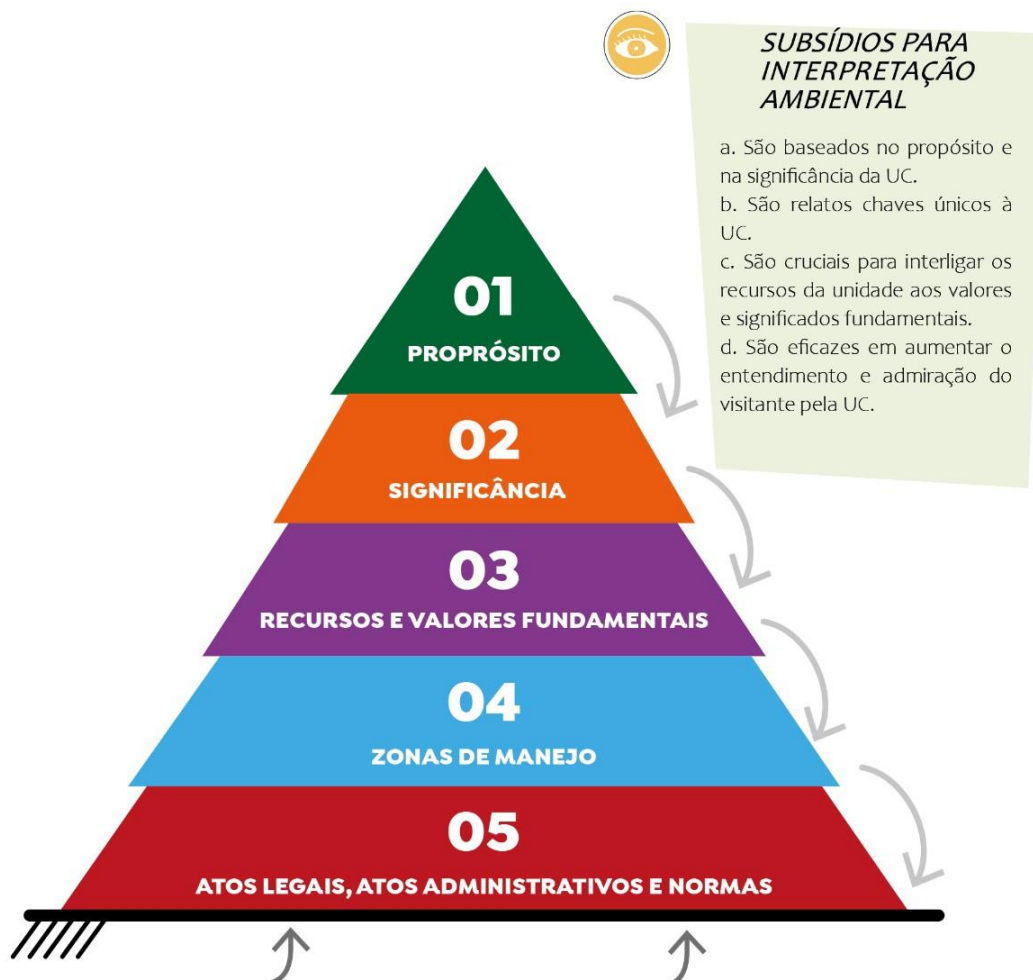 SUBSÍDIOS PARA
INTERPRETAÇÃO
AMBIENTAL
a. São baseados no propósito e
na significância da UC.
b. São relatos chaves únicos à
UC.
c. São cruciais para interligar os
recursos da unidade aos valores
e significados fundamentais.
d. São eficazes em aumentar o
entendimento e admiração do
visitante pela UC.
01
PROPRÓSITO
02
SIGNIFICÂNCIA
03
RECURSOS E VALORES FUNDAMENTAIS
04
ZONAS DE MANEJO
05
ATOS LEGAIS, ATOS ADMINISTRATIVOS E NORMAS